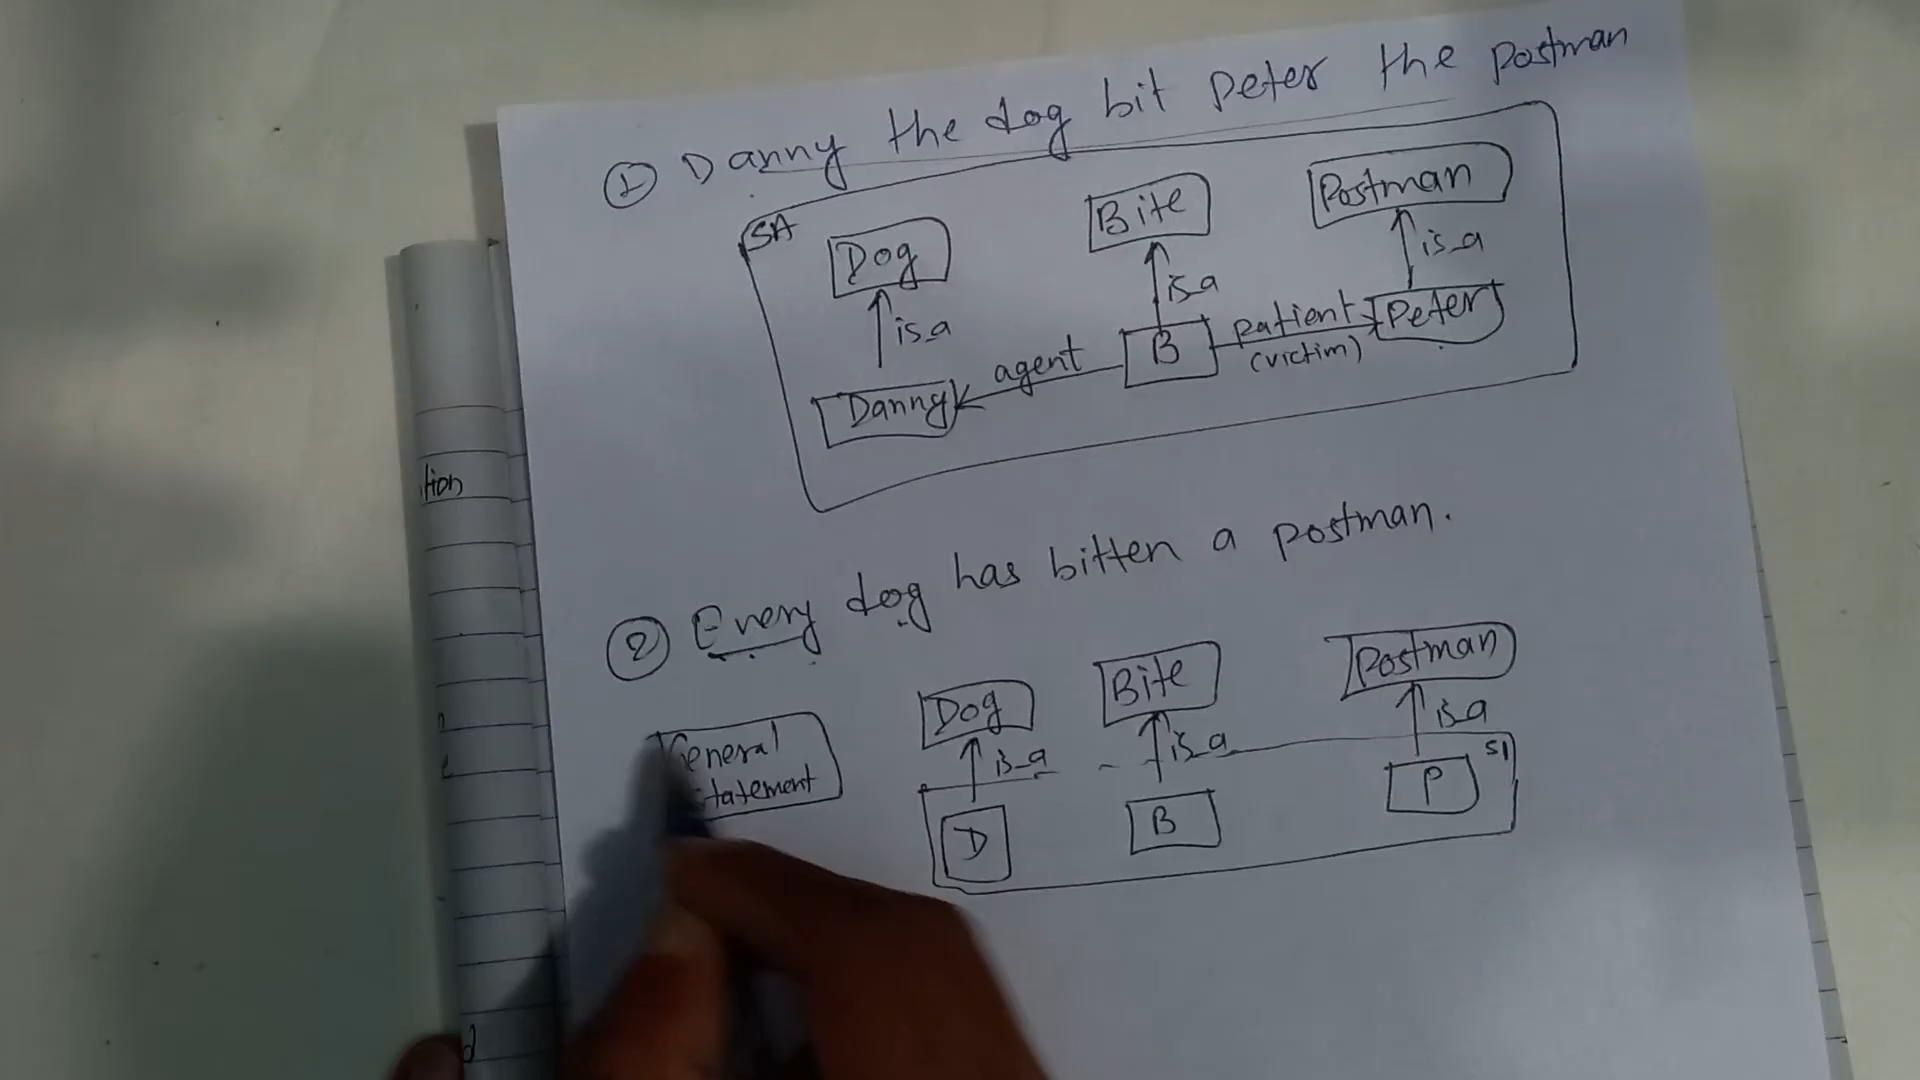 ① Danny the dog bit Peter the postman
SA
Dog
Bite
Postman
is_a
is_a
is_a
Danny
agent
B
patient
(victim)
Peter
tion
② Every dog has bitten a postman.
General
statement
Dog
Bite
Postman
is_a
is_a
is_a
S1
D
B
P
d